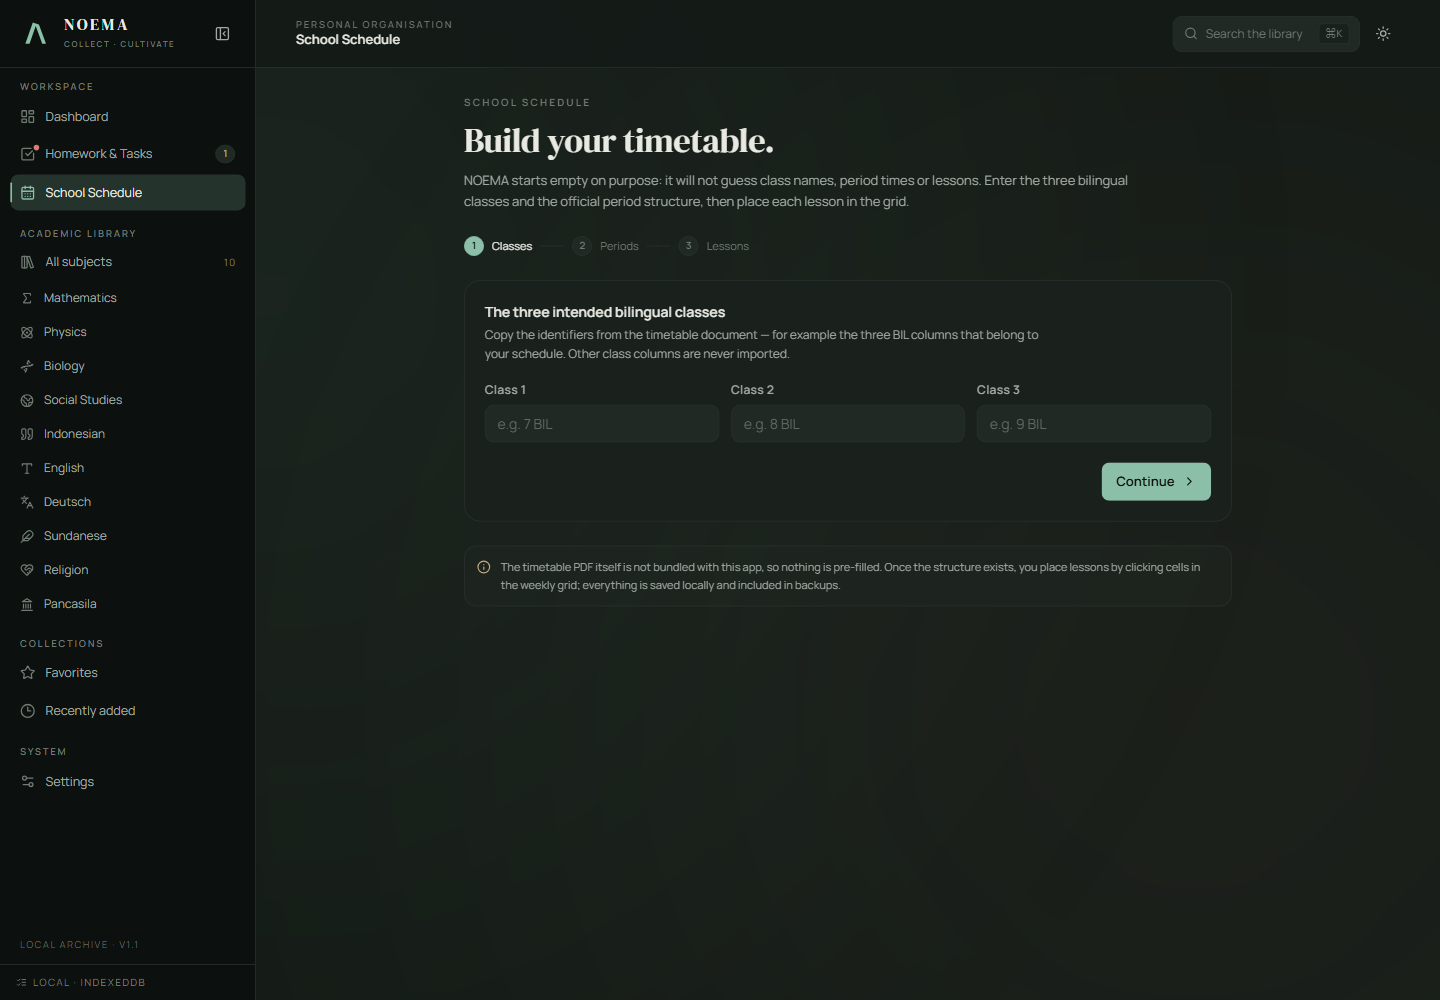 NOEMA
COLLECT · CULTIVATE
WORKSPACE
Dashboard
Homework & Tasks 1
School Schedule
ACADEMIC LIBRARY
All subjects 10
Mathematics
Physics
Biology
Social Studies
Indonesian
English
Deutsch
Sundanese
Religion
Pancasila
COLLECTIONS
Favorites
Recently added
SYSTEM
Settings
LOCAL ARCHIVE · V1.1
LOCAL · INDEXEDDB
PERSONAL ORGANISATION
School Schedule
Search the library ⌘K
SCHOOL SCHEDULE
Build your timetable.
NOEMA starts empty on purpose: it will not guess class names, period times or lessons. Enter the three bilingual
classes and the official period structure, then place each lesson in the grid.
1 Classes 2 Periods 3 Lessons
The three intended bilingual classes
Copy the identifiers from the timetable document — for example the three BIL columns that belong to
your schedule. Other class columns are never imported.
Class 1 Class 2 Class 3
e.g. 7 BIL e.g. 8 BIL e.g. 9 BIL
Continue
The timetable PDF itself is not bundled with this app, so nothing is pre-filled. Once the structure exists, you place lessons by clicking cells in
the weekly grid; everything is saved locally and included in backups.